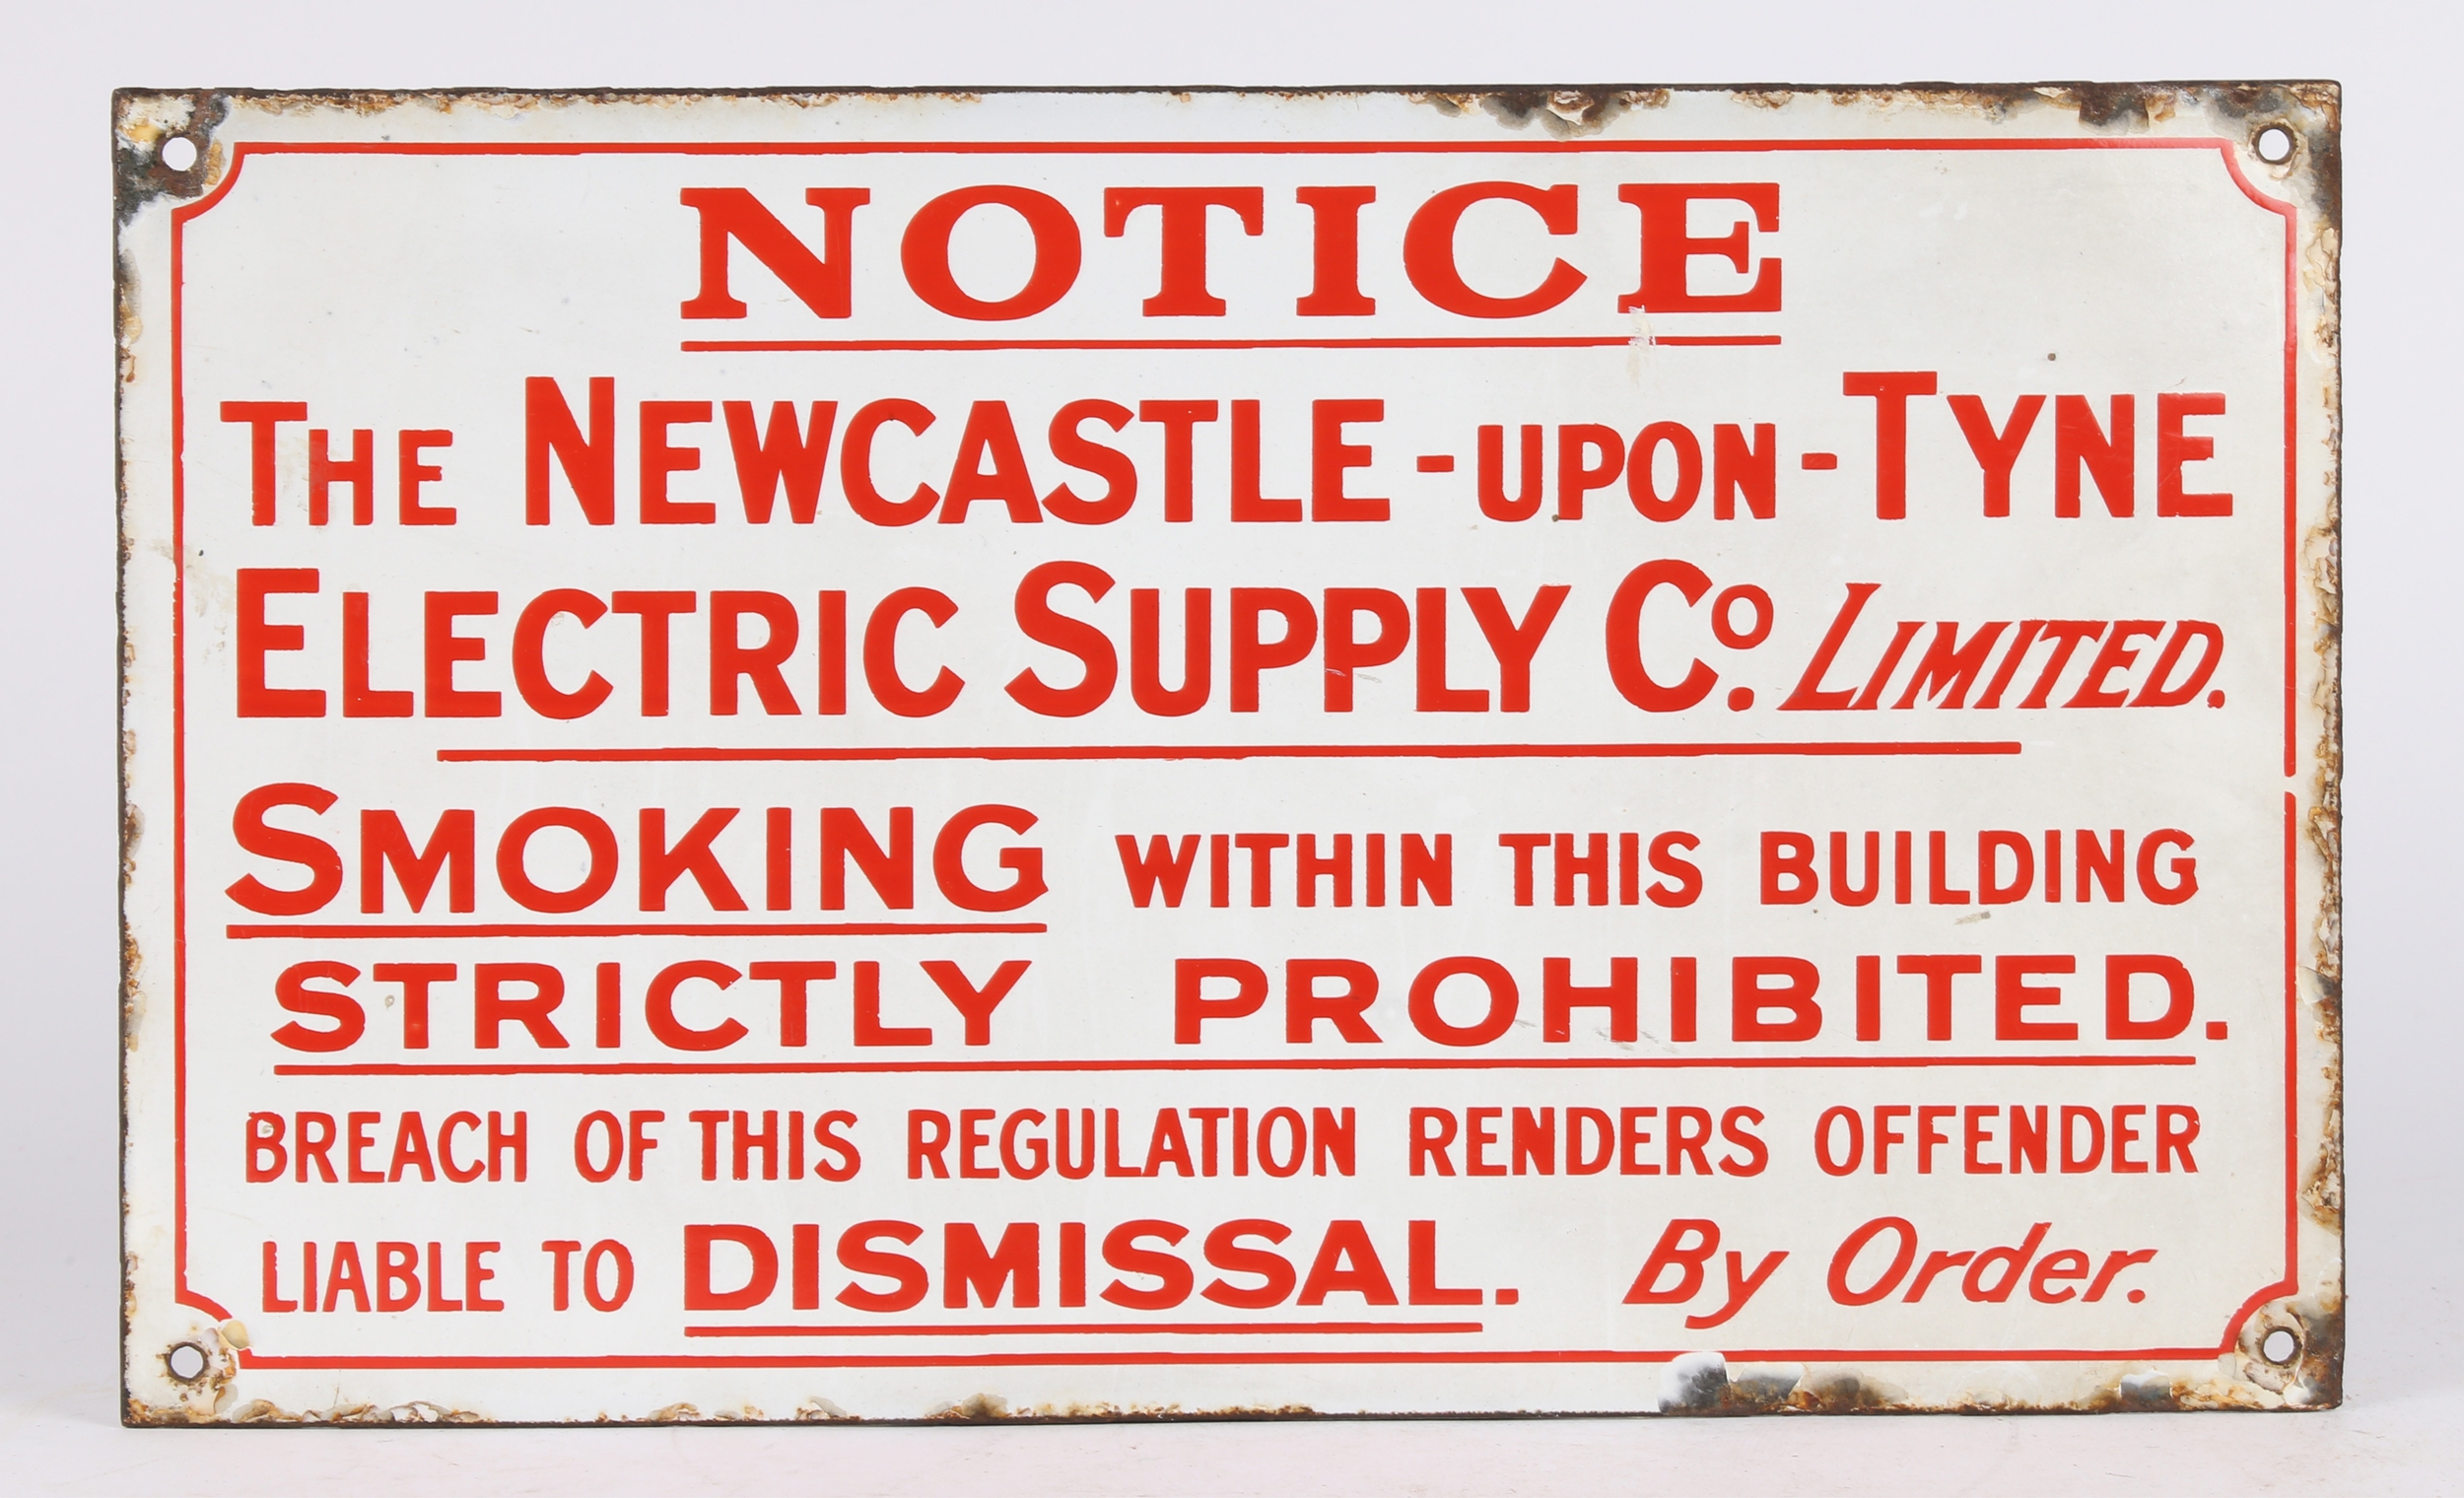 NOTICE
THE NEWCASTLE-UPON-TYNE
ELECTRIC SUPPLY Co. LIMITED.
SMOKING WITHIN THIS BUILDING
STRICTLY PROHIBITED.
BREACH OF THIS REGULATION RENDERS OFFENDER
LIABLE TO DISMISSAL. By Order.